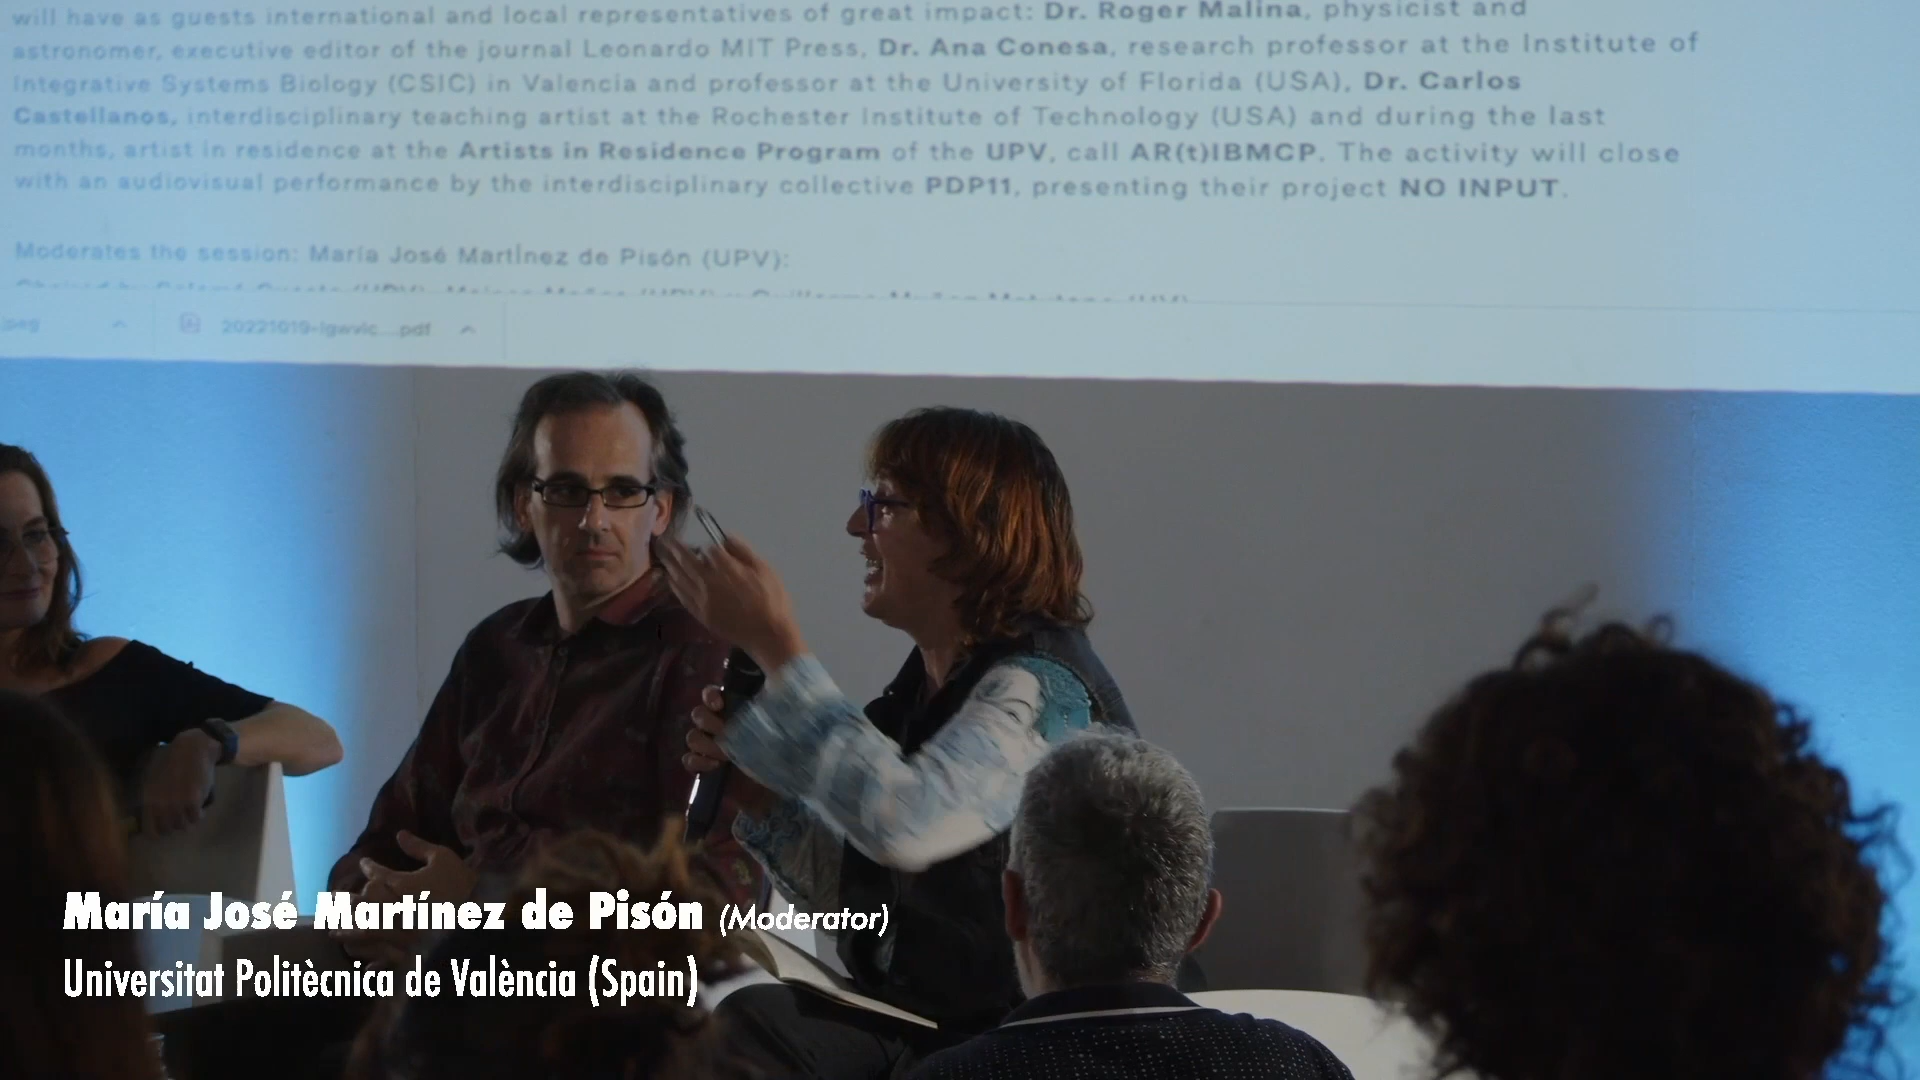 will have as guests international and local representatives of great impact: Dr. Roger Malina, physicist and
astronomer, executive editor of the journal Leonardo MIT Press, Dr. Ana Conesa, research professor at the Institute of
Integrative Systems Biology (CSIC) in Valencia and professor at the University of Florida (USA), Dr. Carlos
Castellanos, interdisciplinary teaching artist at the Rochester Institute of Technology (USA) and during the last
months, artist in residence at the Artists in Residence Program of the UPV, call AR(t)IBMCP. The activity will close
with an audiovisual performance by the interdisciplinary collective PDP11, presenting their project NO INPUT.
Moderates the session: María José Martínez de Pisón (UPV):
20221019-lgwvlc....pdf
María José Martínez de Pisón (Moderator)
Universitat Politècnica de València (Spain)